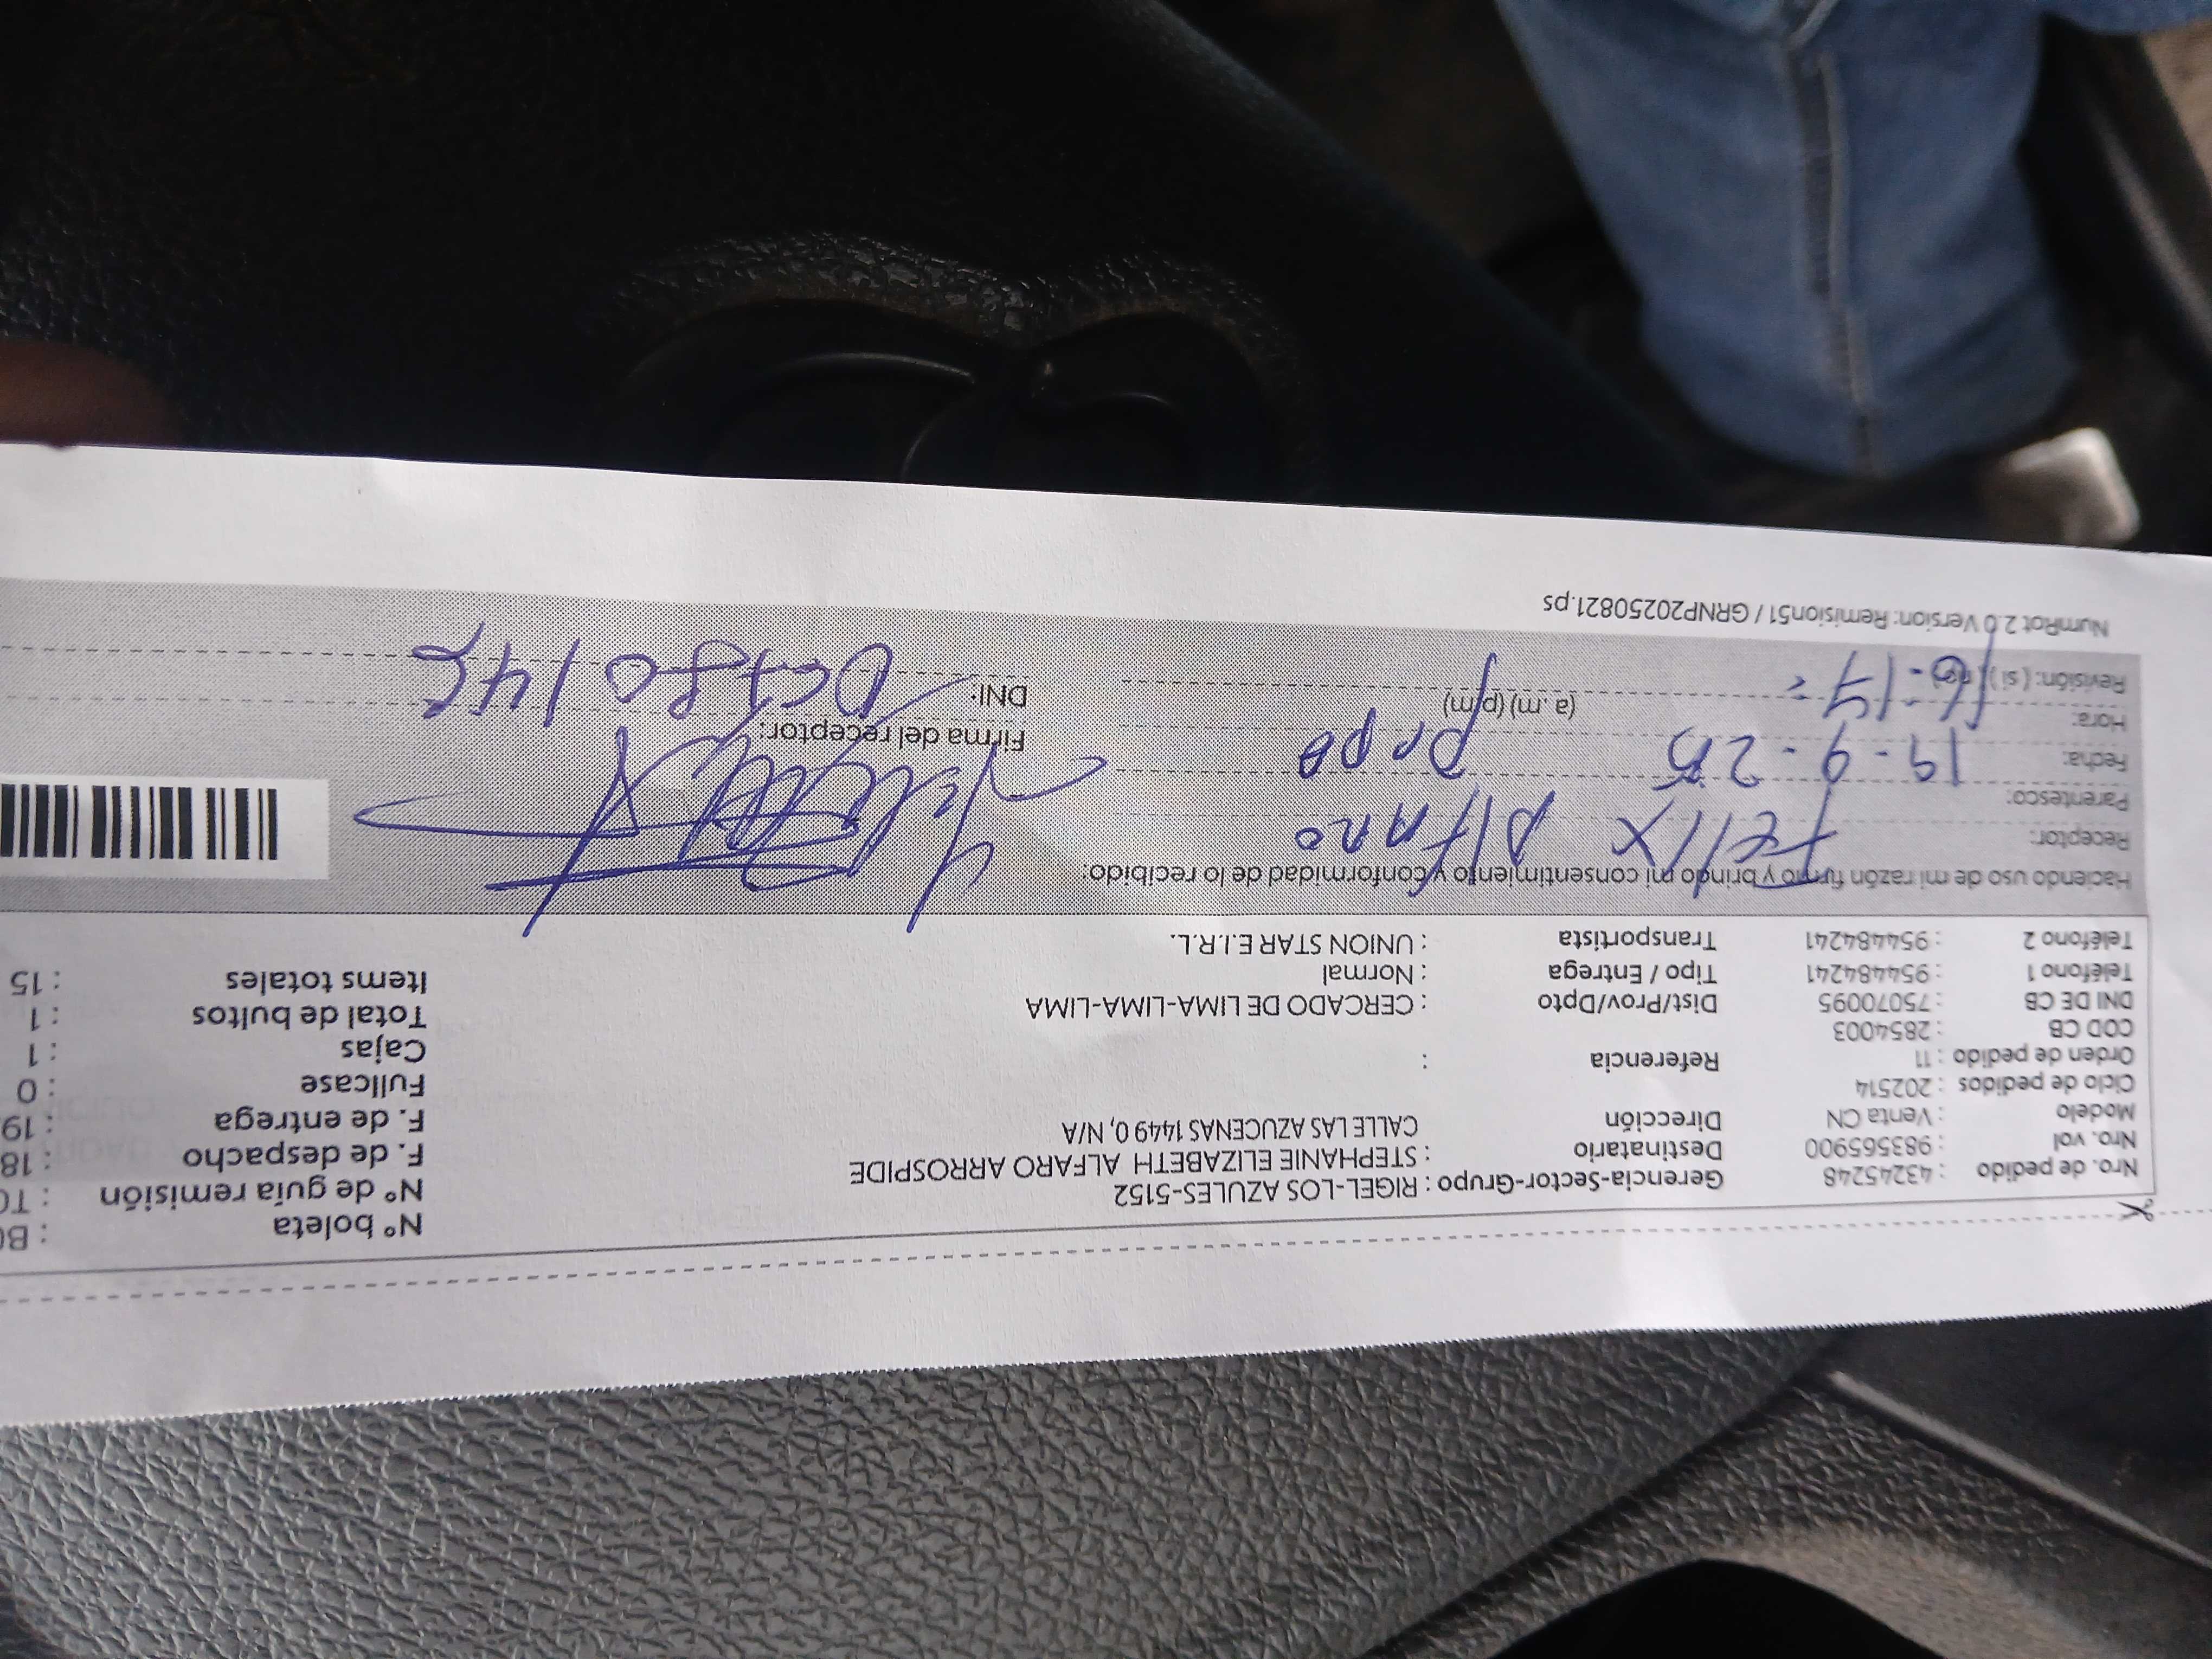 Nro. de pedido : 43245248 Gerencia-Sector-Grupo : RIGEL-LOS AZULES-5152 N° boleta : B
Nro. vol : 983565900 Destinatario : STEPHANIE ELIZABETH ALFARO ARROSPIDE N° de guía remisión : T
Modelo : Venta CN Dirección CALLE LAS AZUCENAS 1449 0, N/A F. de despacho : 18
Ciclo de pedidos : 202514 F. de entrega : 19
Orden de pedido : 11 Referencia : Fullcase : 0
COD CB : 2854003 Cajas : 1
DNI DE CB : 75070095 Dist/Prov/Dpto : CERCADO DE LIMA-LIMA-LIMA Total de bultos : 1
Teléfono 1 : 954484241 Tipo / Entrega : Normal Items totales : 15
Teléfono 2 : 954484241 Transportista : UNION STAR E.I.R.L.
Haciendo uso de mi razón firmo y brindo mi consentimiento y conformidad de lo recibido:
Receptor: Felix Alfaro
Parentesco: papa
Fecha: 19-9-25 Firma del receptor:
Hora: 16-14 (a.m) (p.m) DNI:
Revisión: ( si ) ( no )
NumRot 2.0 Version: Remision51 / GRNP20250821.ps